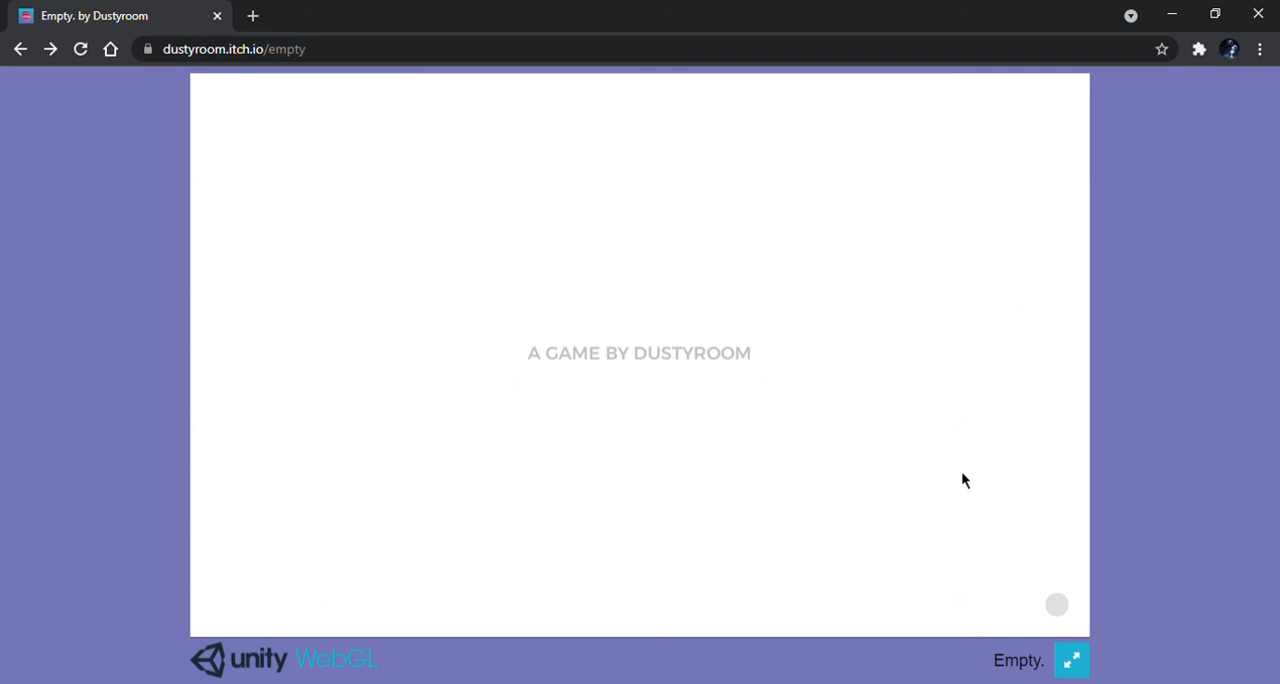 Empty. by Dustyroom
dustyroom.itch.io/empty
A GAME BY DUSTYROOM
unity WebGL
Empty.